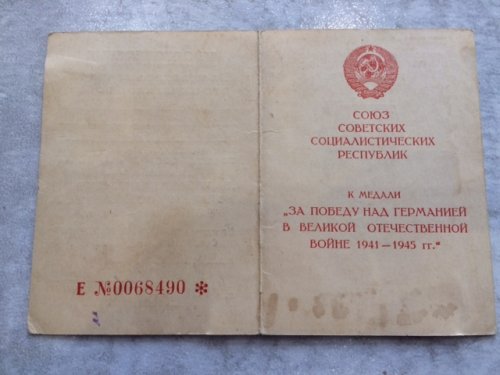 Е №0068490 *
СОЮЗ
СОВЕТСКИХ
СОЦИАЛИСТИЧЕСКИХ
РЕСПУБЛИК
К МЕДАЛИ
„ЗА ПОБЕДУ НАД ГЕРМАНИЕЙ
В ВЕЛИКОЙ ОТЕЧЕСТВЕННОЙ
ВОЙНЕ 1941—1945 гг.“